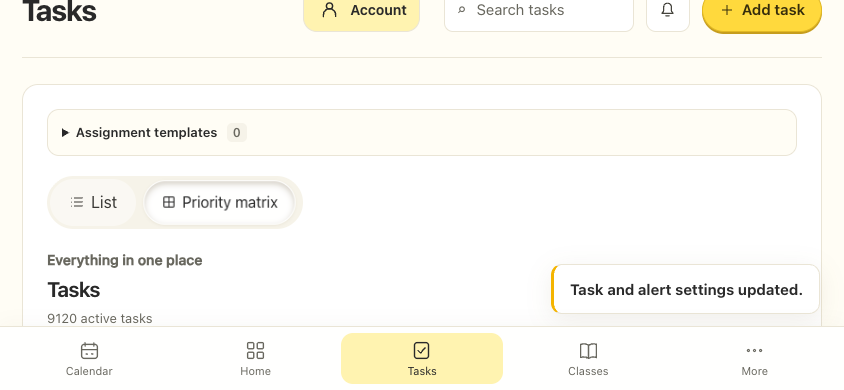 Tasks
Account
Search tasks
Add task
Assignment templates 0
List
Priority matrix
Everything in one place
Tasks
Task and alert settings updated.
9120 active tasks
Calendar
Home
Tasks
Classes
More